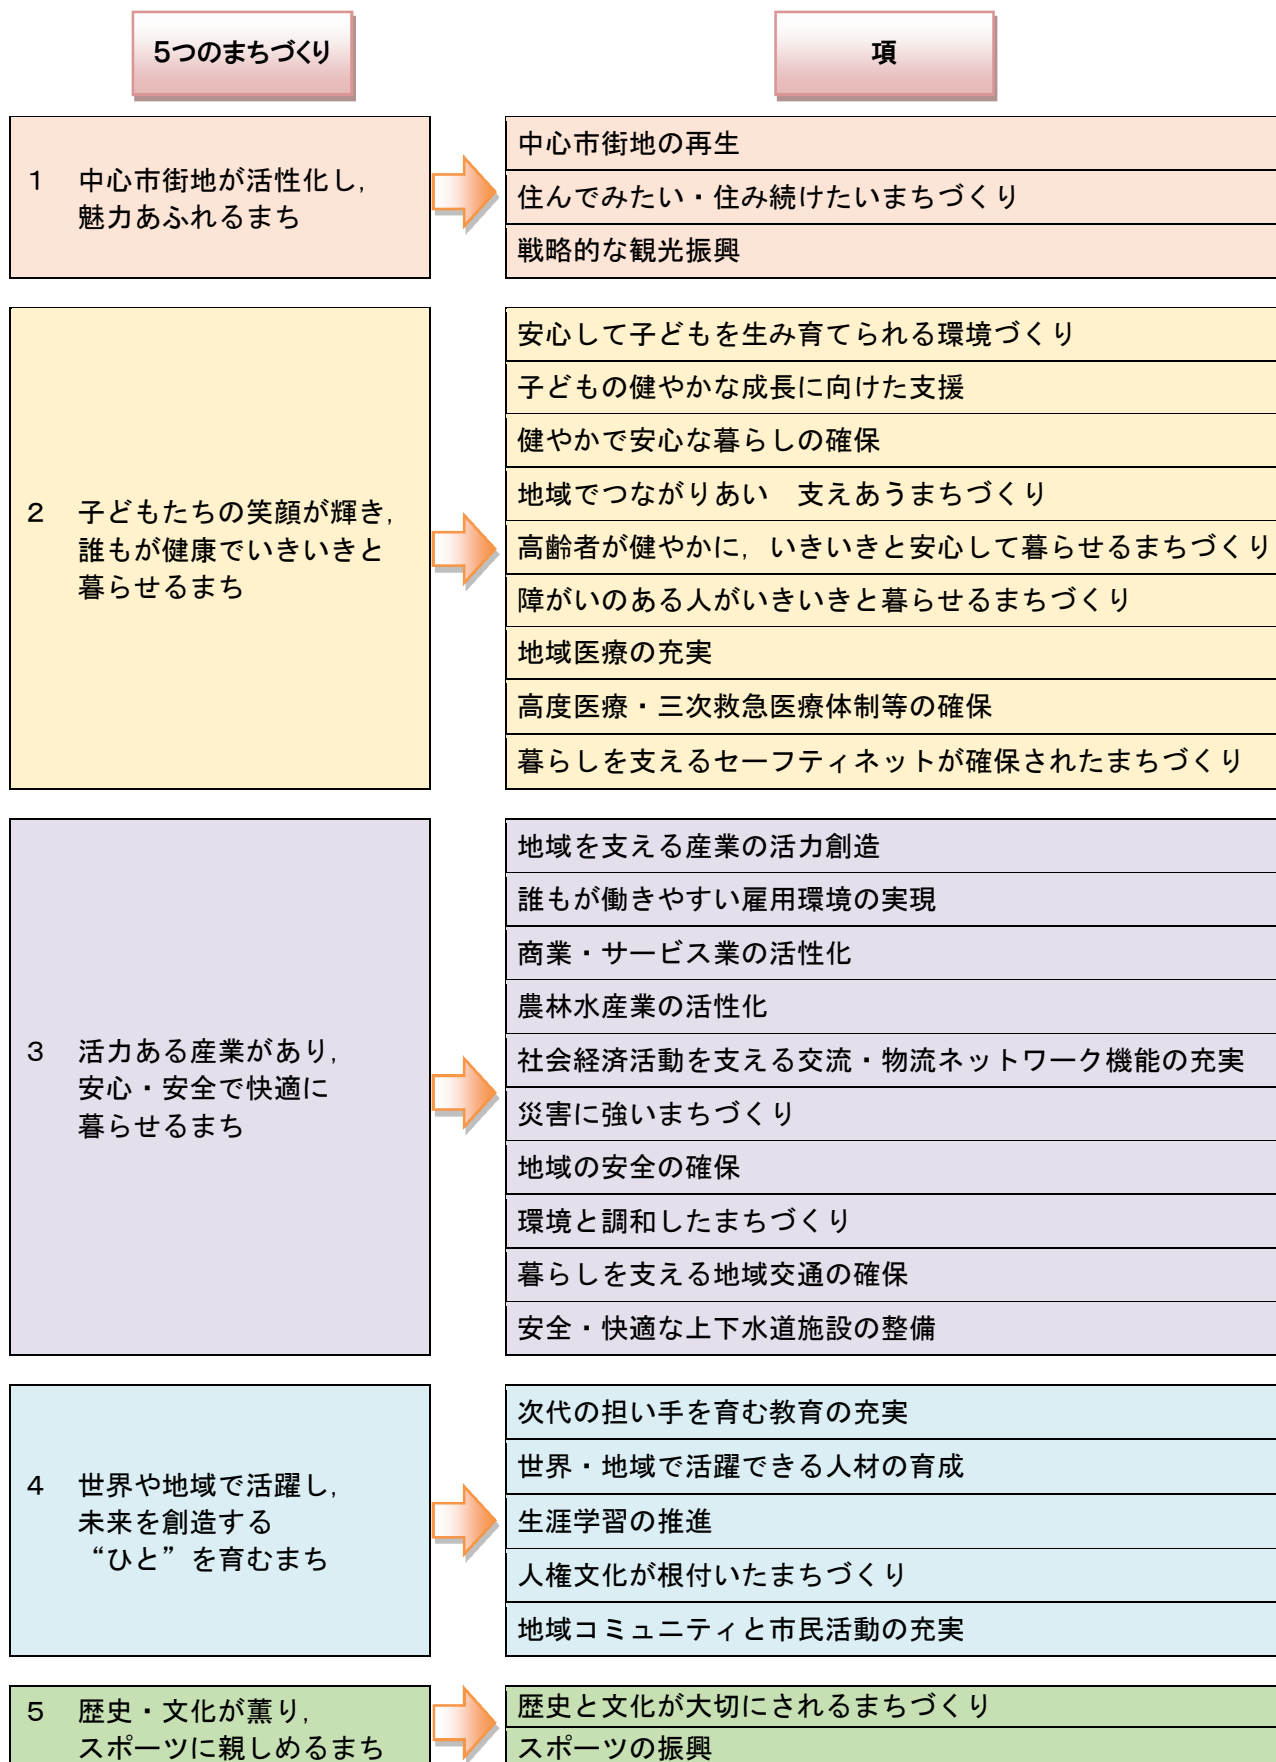 5つのまちづくり
項
1 中心市街地が活性化し,
魅力あふれるまち
中心市街地の再生
住んでみたい・住み続けたいまちづくり
戦略的な観光振興
2 子どもたちの笑顔が輝き,
誰もが健康でいきいきと
暮らせるまち
安心して子どもを生み育てられる環境づくり
子どもの健やかな成長に向けた支援
健やかで安心な暮らしの確保
地域でつながりあい 支えあうまちづくり
高齢者が健やかに,いきいきと安心して暮らせるまちづくり
障がいのある人がいきいきと暮らせるまちづくり
地域医療の充実
高度医療・三次救急医療体制等の確保
暮らしを支えるセーフティネットが確保されたまちづくり
3 活力ある産業があり,
安心・安全で快適に
暮らせるまち
地域を支える産業の活力創造
誰もが働きやすい雇用環境の実現
商業・サービス業の活性化
農林水産業の活性化
社会経済活動を支える交流・物流ネットワーク機能の充実
災害に強いまちづくり
地域の安全の確保
環境と調和したまちづくり
暮らしを支える地域交通の確保
安全・快適な上下水道施設の整備
4 世界や地域で活躍し,
未来を創造する
“ひと”を育むまち
次代の担い手を育む教育の充実
世界・地域で活躍できる人材の育成
生涯学習の推進
人権文化が根付いたまちづくり
地域コミュニティと市民活動の充実
5 歴史・文化が薫り,
スポーツに親しめるまち
歴史と文化が大切にされるまちづくり
スポーツの振興